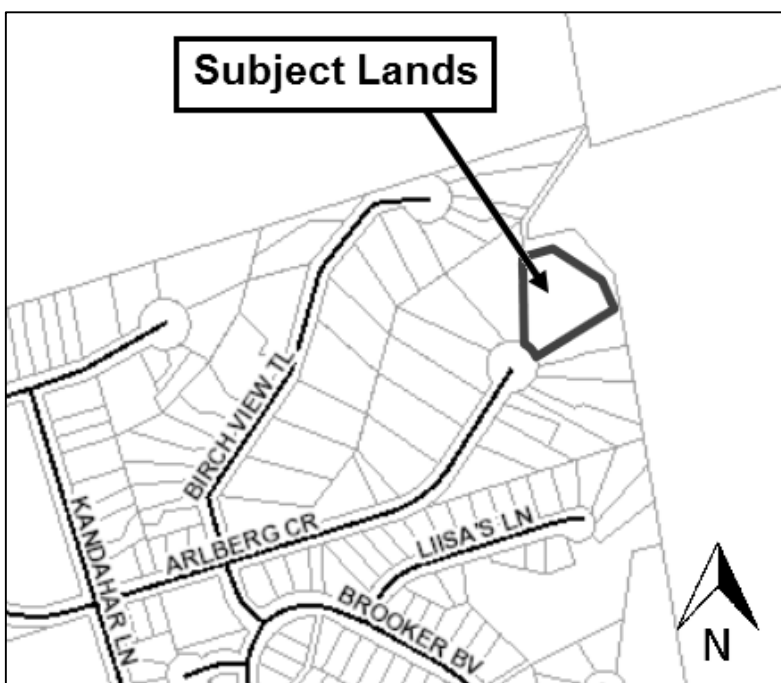 Subject Lands
BIRCH VIEW TL
ARLBERG CR
LIISA'S LN
KANDAHAR LN
BROOKER BV
N